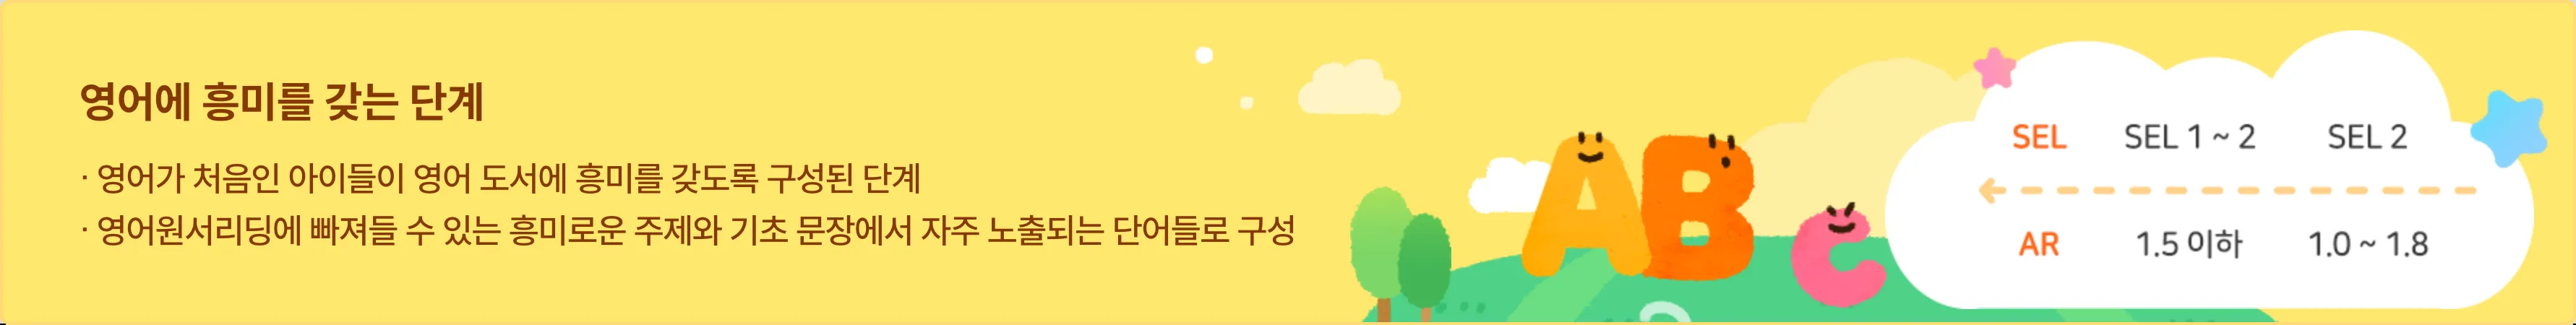 영어에 흥미를 갖는 단계
· 영어가 처음인 아이들이 영어 도서에 흥미를 갖도록 구성된 단계
· 영어원서리딩에 빠져들 수 있는 흥미로운 주제와 기초 문장에서 자주 노출되는 단어들로 구성
A B C
SEL SEL 1 ~ 2 SEL 2
AR 1.5 이하 1.0 ~ 1.8